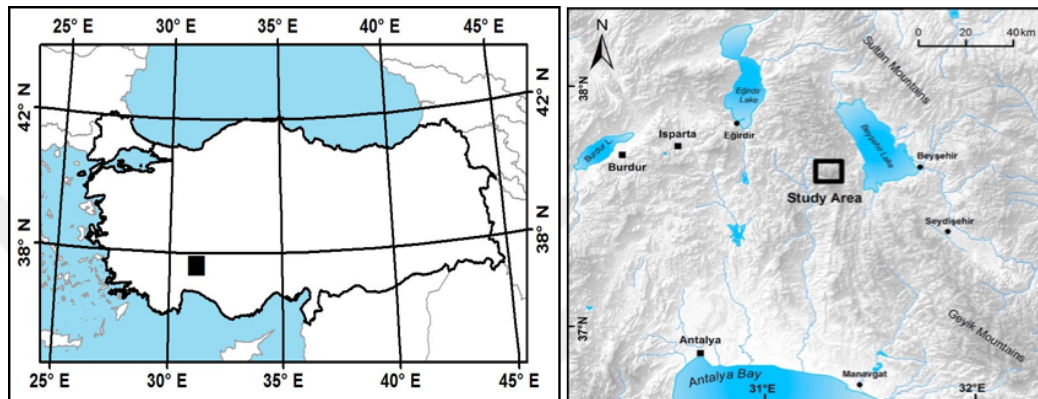 25° E 30° E 35° E 40° E 45° E
42° N
42° N
38° N
38° N
25° E 30° E 35° E 40° E 45° E
N
0 20 40 km
38°N
Sultan Mountains
Eğirdir
Lake
Eğirdir
Isparta
Burdur L.
Burdur
Beyşehir Lake
Beyşehir
Study Area
Seydişehir
37°N
Geyik Mountains
Antalya
Antalya Bay
Manavgat
31°E
32°E